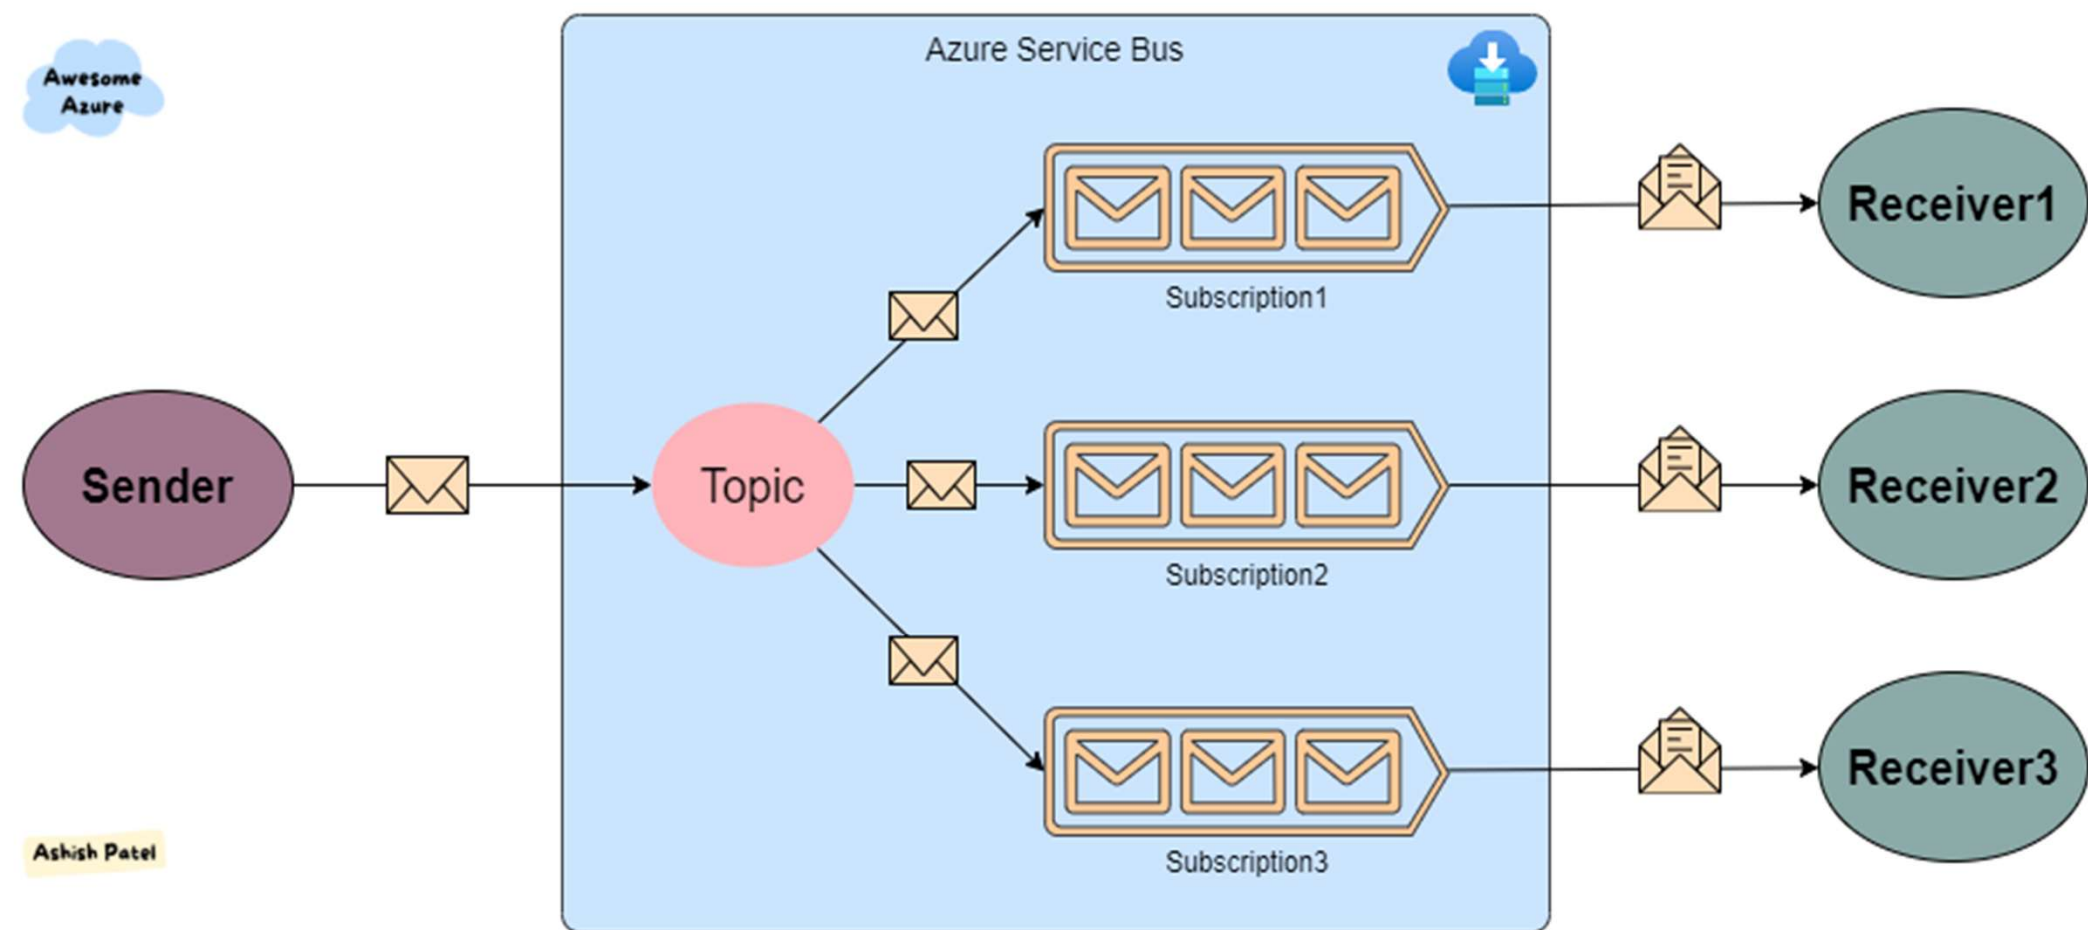 Awesome
Azure
Azure Service Bus
Subscription1
Receiver1
Sender
Topic
Subscription2
Receiver2
Subscription3
Receiver3
Ashish Patel